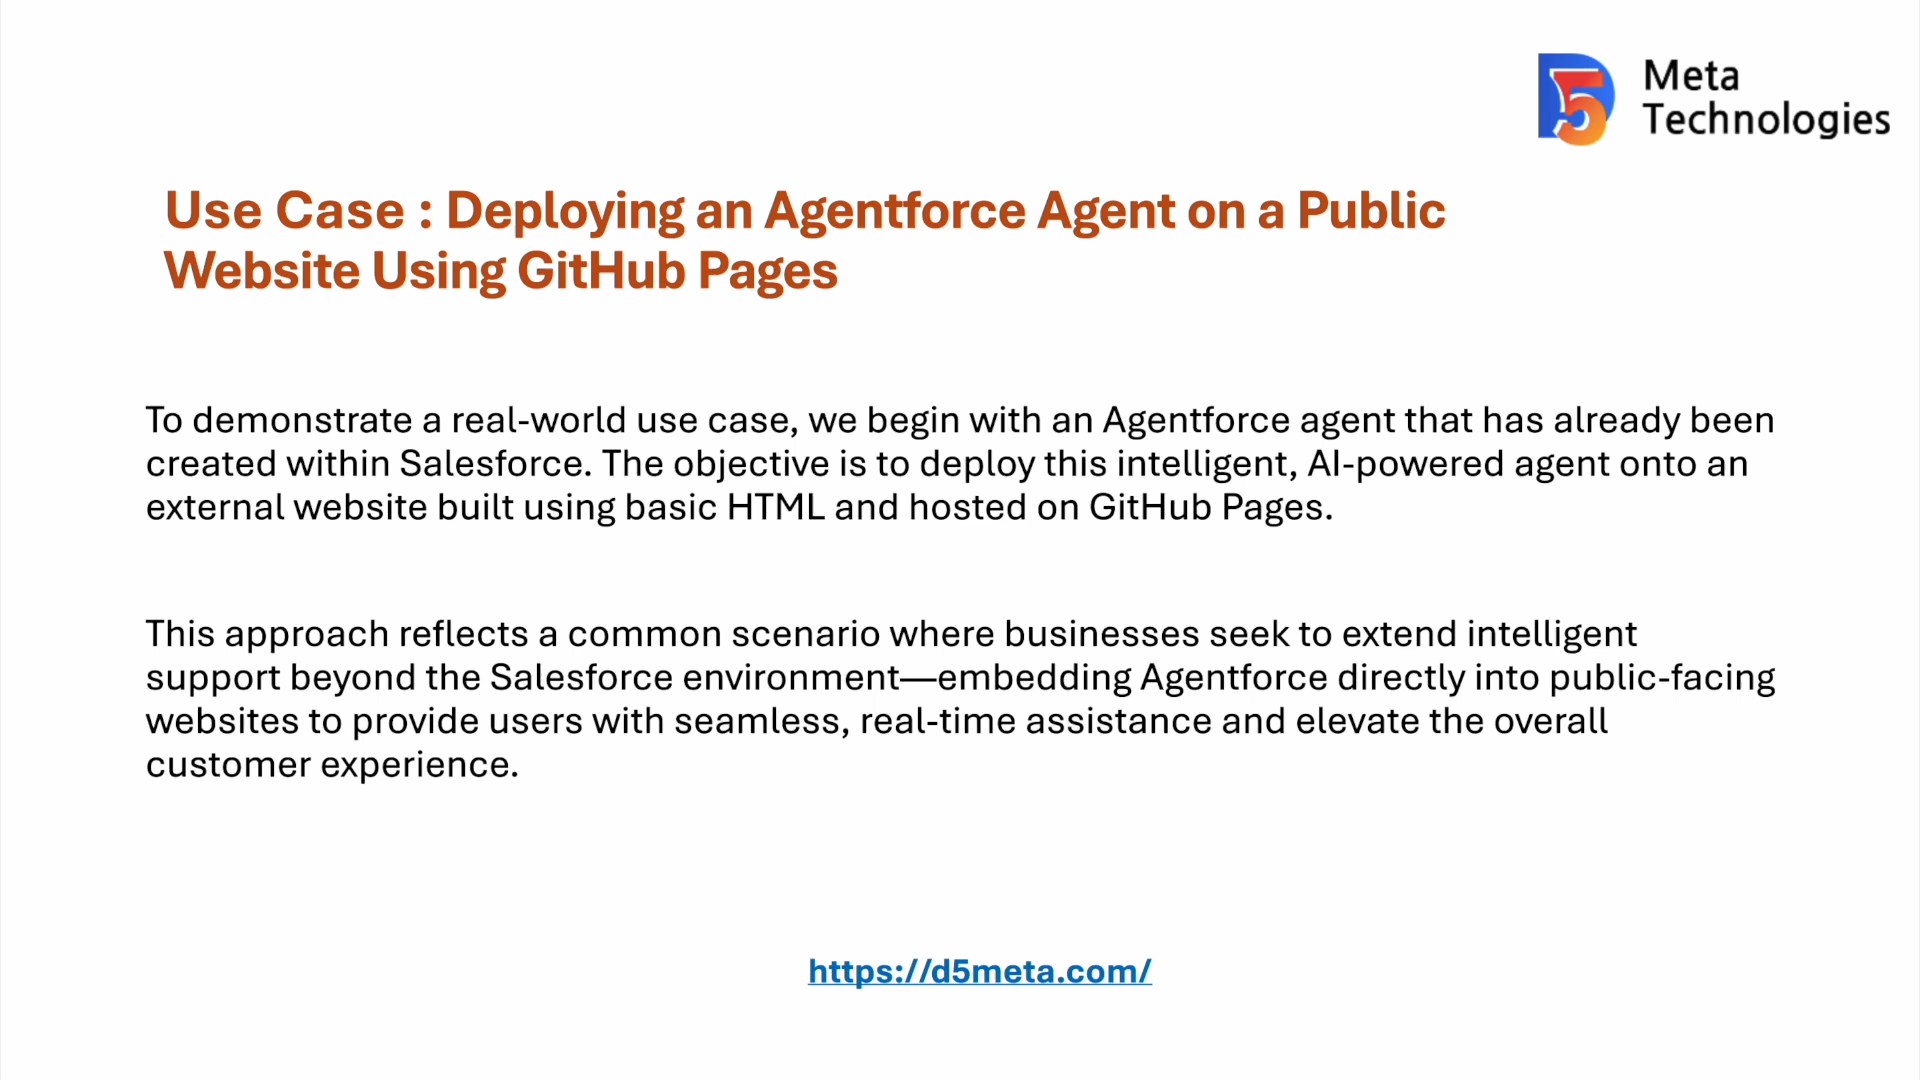 D5 Meta
Technologies
Use Case : Deploying an Agentforce Agent on a Public
Website Using GitHub Pages
To demonstrate a real-world use case, we begin with an Agentforce agent that has already been
created within Salesforce. The objective is to deploy this intelligent, AI-powered agent onto an
external website built using basic HTML and hosted on GitHub Pages.
This approach reflects a common scenario where businesses seek to extend intelligent
support beyond the Salesforce environment—embedding Agentforce directly into public-facing
websites to provide users with seamless, real-time assistance and elevate the overall
customer experience.
https://d5meta.com/